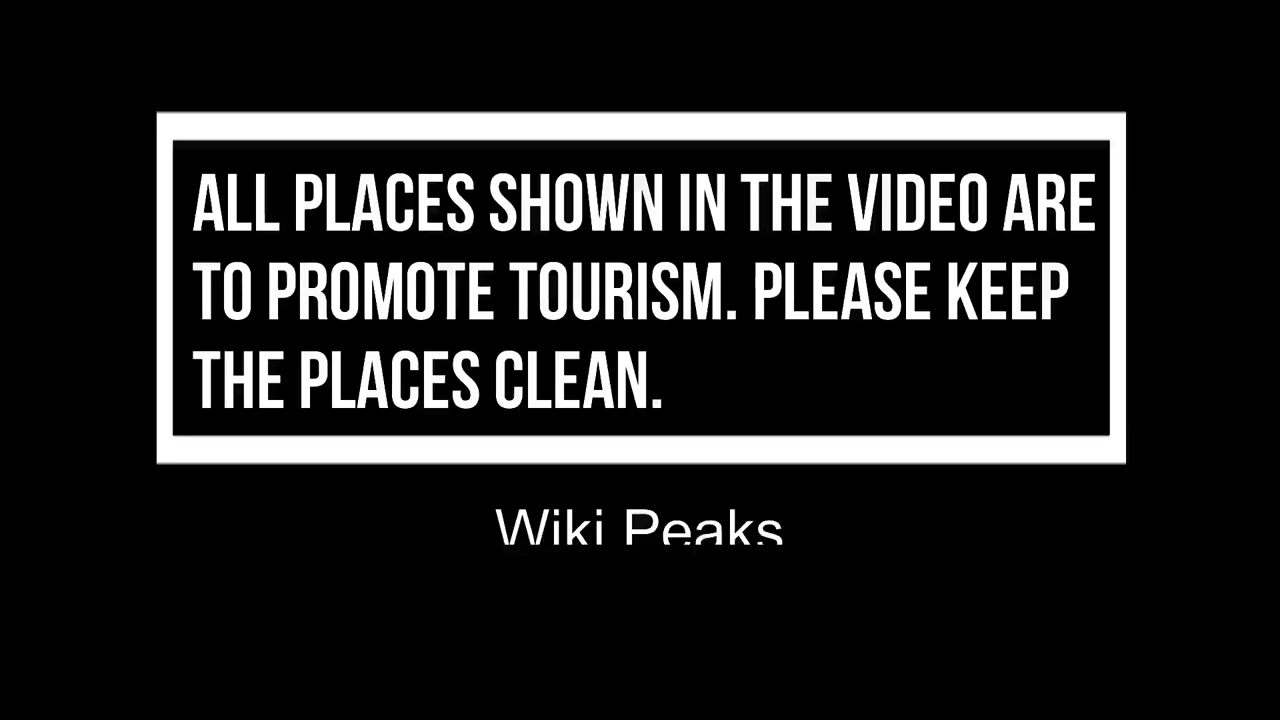 ALL PLACES SHOWN IN THE VIDEO ARE
TO PROMOTE TOURISM. PLEASE KEEP
THE PLACES CLEAN.
Wiki Peaks